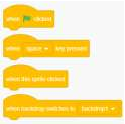 when clicked
when space key pressed
when this sprite clicked
when backdrop switches to backdrop1